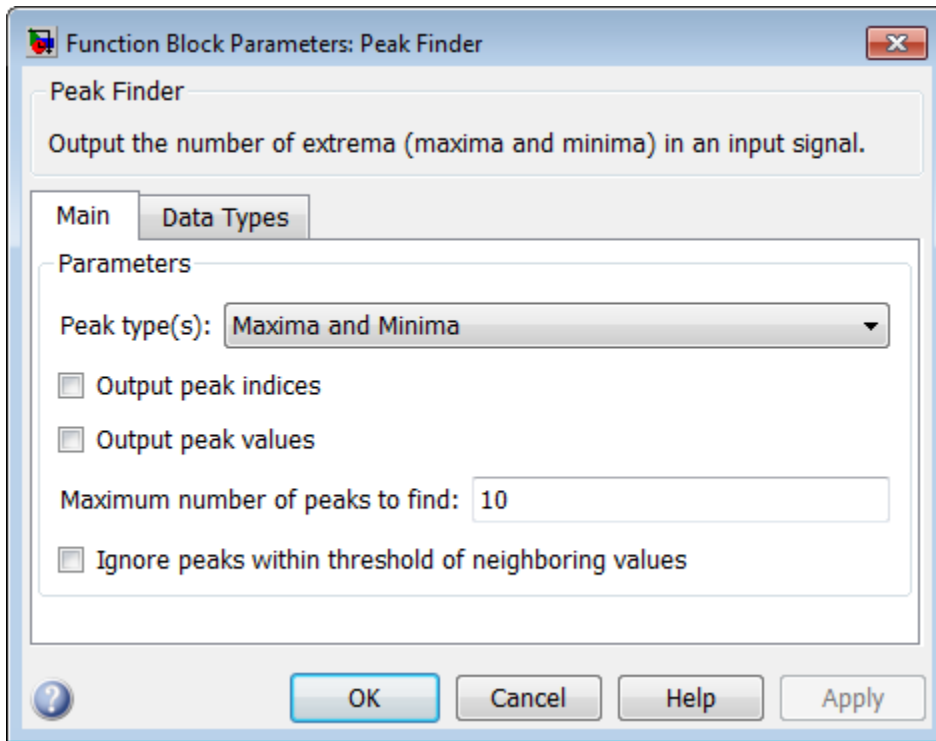 Function Block Parameters: Peak Finder
Peak Finder
Output the number of extrema (maxima and minima) in an input signal.
Main Data Types
Parameters
Peak type(s): Maxima and Minima
Output peak indices
Output peak values
Maximum number of peaks to find: 10
Ignore peaks within threshold of neighboring values
? OK Cancel Help Apply